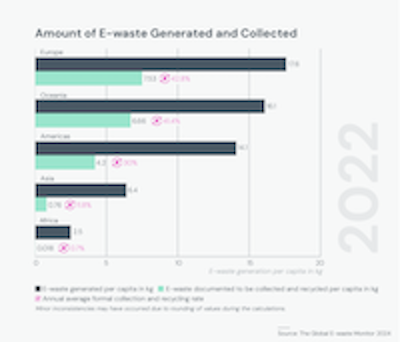 Amount of E-waste Generated and Collected
Europe
17.6
7.53 42.8%
Oceania
16.1
6.66 41.4%
Americas
14.1
4.2 30%
Asia
6.4
0.76 11.8%
Africa
2.5
0.018 0.7%
0 5 10 15 20
E-waste generation per capita in kg
2022
E-waste generated per capita in kg E-waste documented to be collected and recycled per capita in kg
Annual average formal collection and recycling rate
Minor inconsistencies may have occurred due to rounding of values during the calculations.
Source: The Global E-waste Monitor 2024